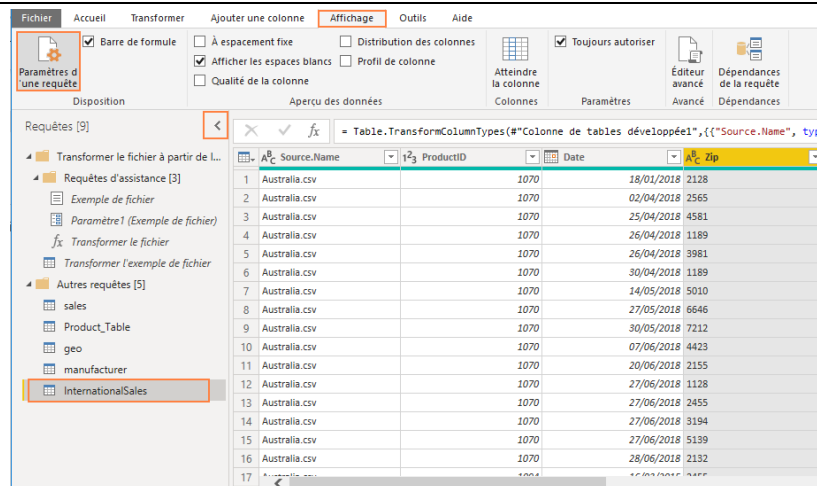 Fichier Accueil Transformer Ajouter une colonne Affichage Outils Aide
Barre de formule À espacement fixe Distribution des colonnes Toujours autoriser
Afficher les espaces blancs Profil de colonne
Qualité de la colonne
Paramètres d
'une requête
Atteindre
la colonne
Éditeur
avancé
Dépendances
de la requête
Disposition Aperçu des données Colonnes Paramètres Avancé Dépendances
Requêtes [9]
fx = Table.TransformColumnTypes(#"Colonne de tables développée1",{{"Source.Name", typ
Transformer le fichier à partir de l...
Requêtes d'assistance [3]
Exemple de fichier
Paramètre1 (Exemple de fichier)
fx Transformer le fichier
Transformer l'exemple de fichier
Autres requêtes [5]
sales
Product_Table
geo
manufacturer
InternationalSales
ABC Source.Name 123 ProductID Date ABC Zip
1 Australia.csv 1070 18/01/2018 2128
2 Australia.csv 1070 02/04/2018 2565
3 Australia.csv 1070 25/04/2018 4581
4 Australia.csv 1070 26/04/2018 1189
5 Australia.csv 1070 26/04/2018 3981
6 Australia.csv 1070 30/04/2018 1189
7 Australia.csv 1070 14/05/2018 5010
8 Australia.csv 1070 27/05/2018 6646
9 Australia.csv 1070 30/05/2018 7212
10 Australia.csv 1070 07/06/2018 4423
11 Australia.csv 1070 20/06/2018 2155
12 Australia.csv 1070 27/06/2018 1128
13 Australia.csv 1070 27/06/2018 2455
14 Australia.csv 1070 27/06/2018 3194
15 Australia.csv 1070 27/06/2018 5139
16 Australia.csv 1070 28/06/2018 2132
17